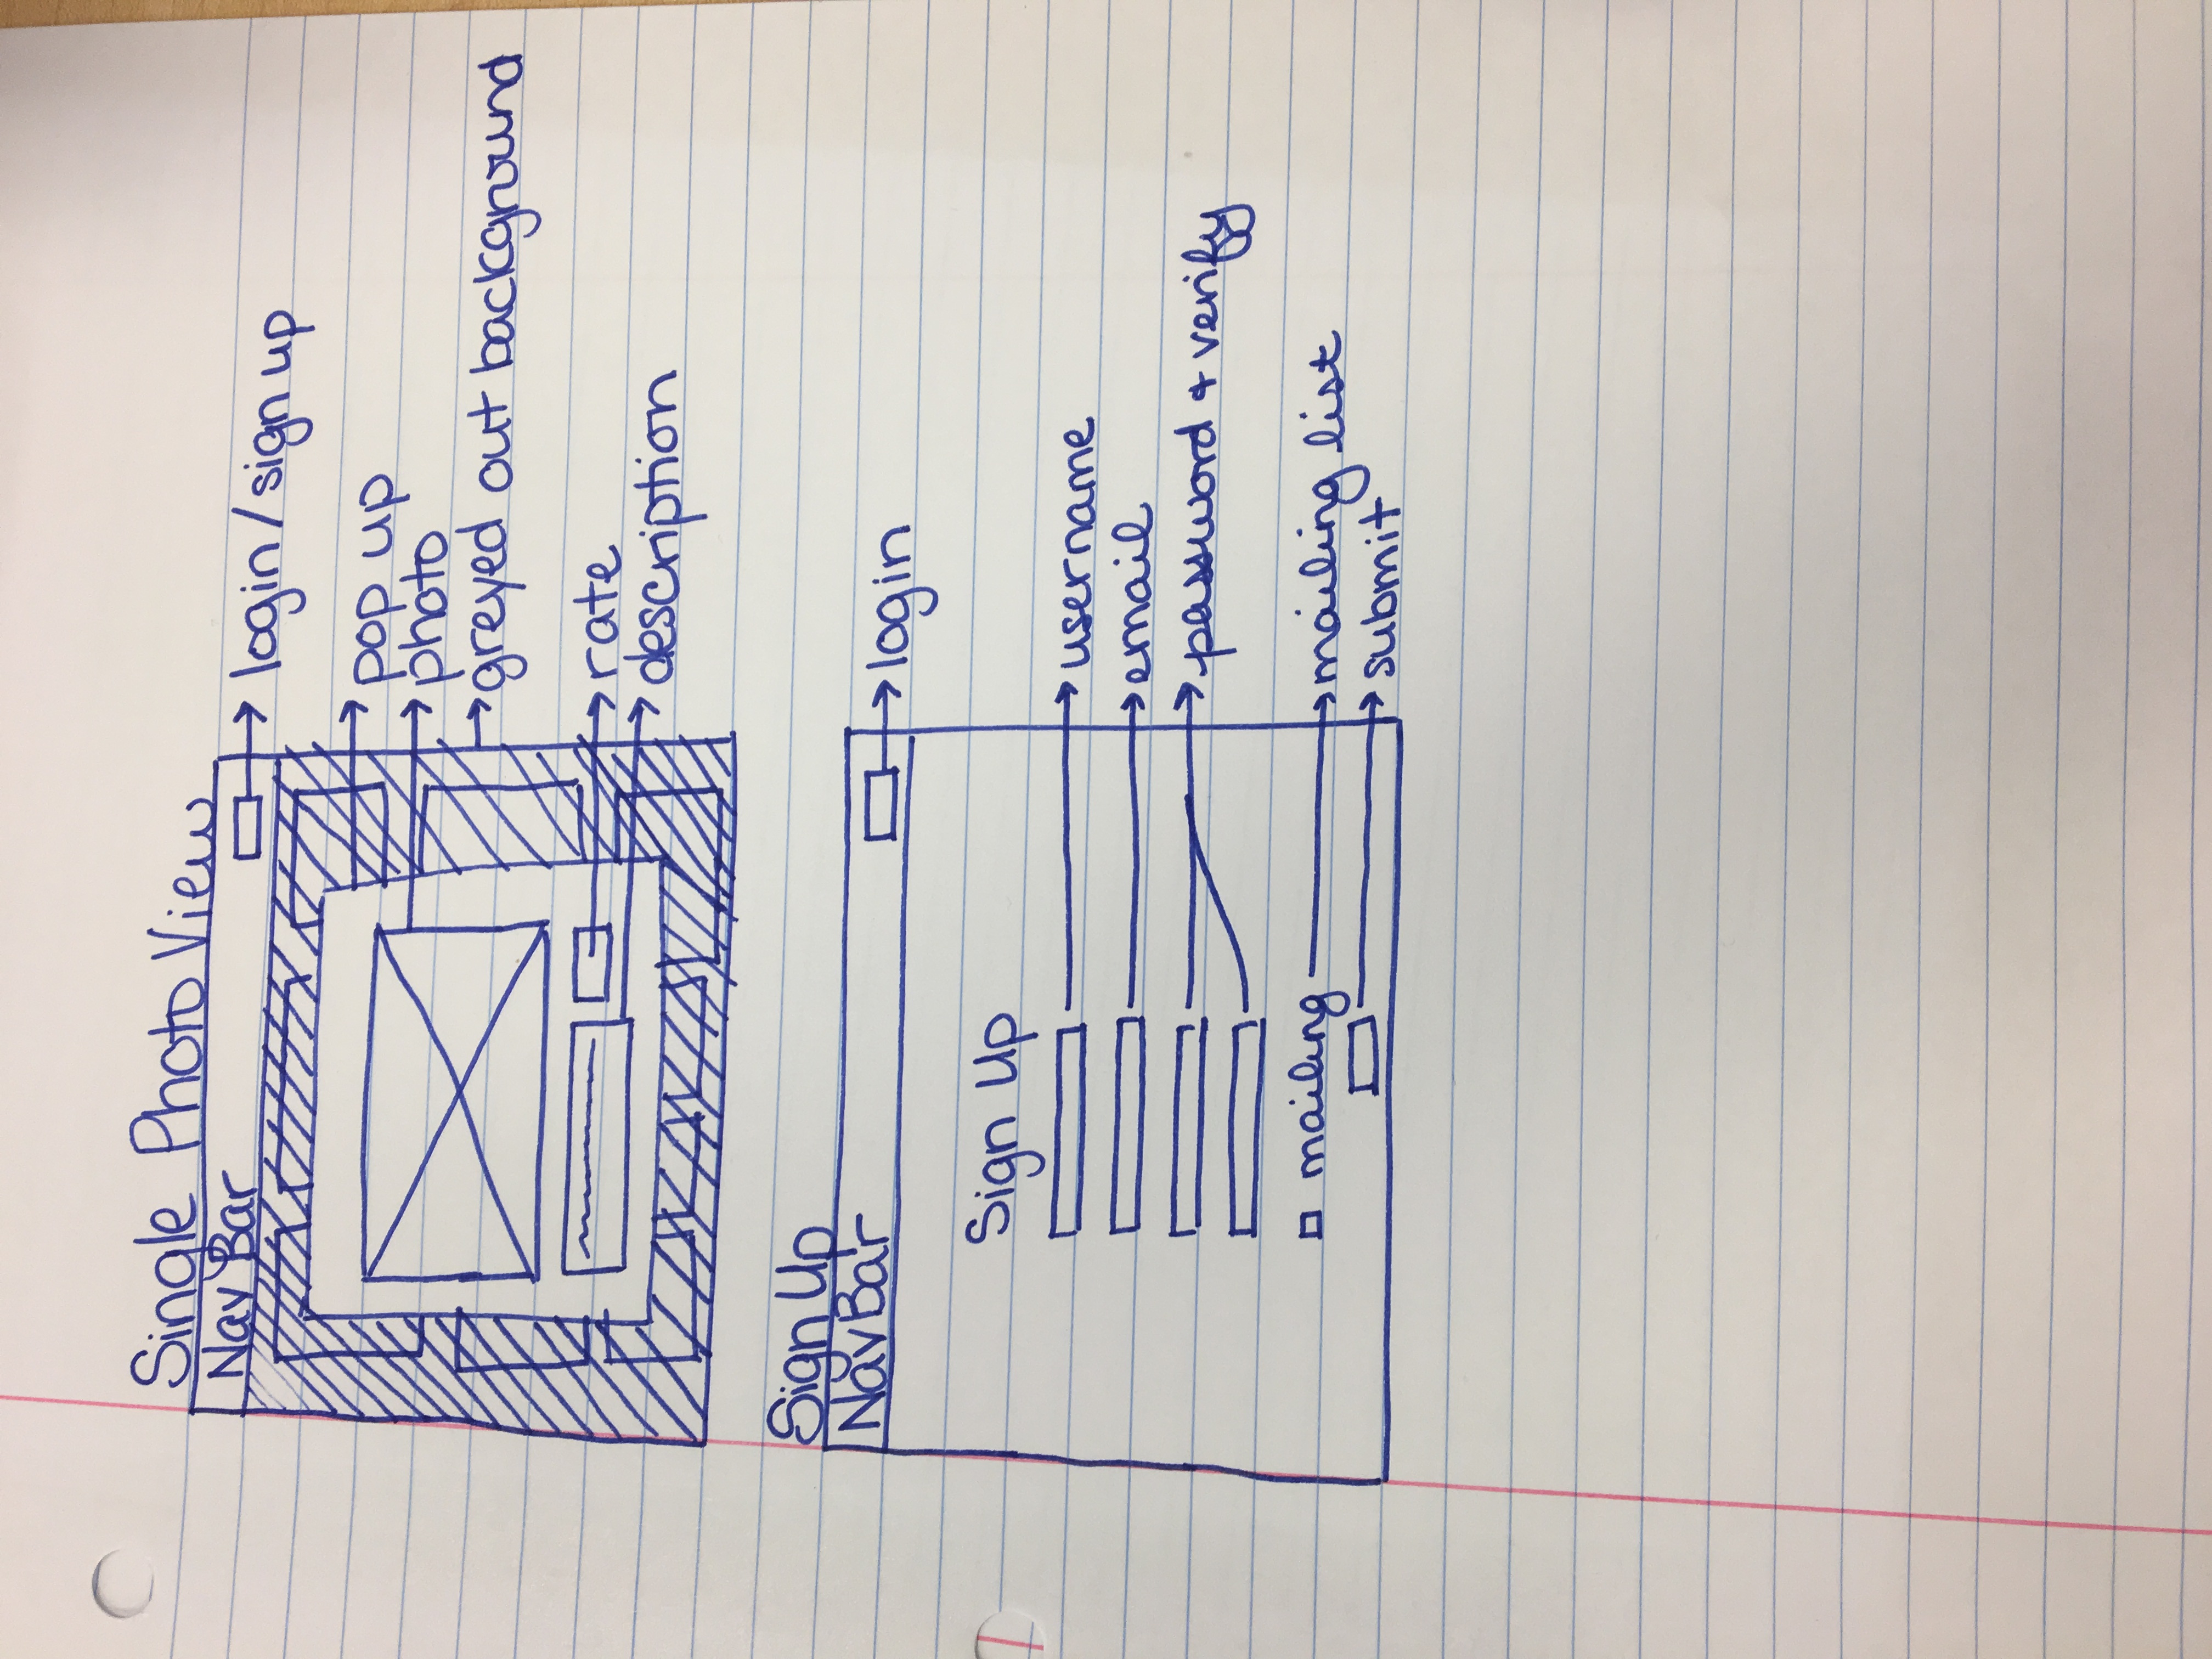 Single Photo View
Nav Bar
login/sign up
pop up
photo
greyed out background
rate
description
Sign Up
NavBar
login
Sign Up
username
email
password + verify
mailing
mailing list
submit